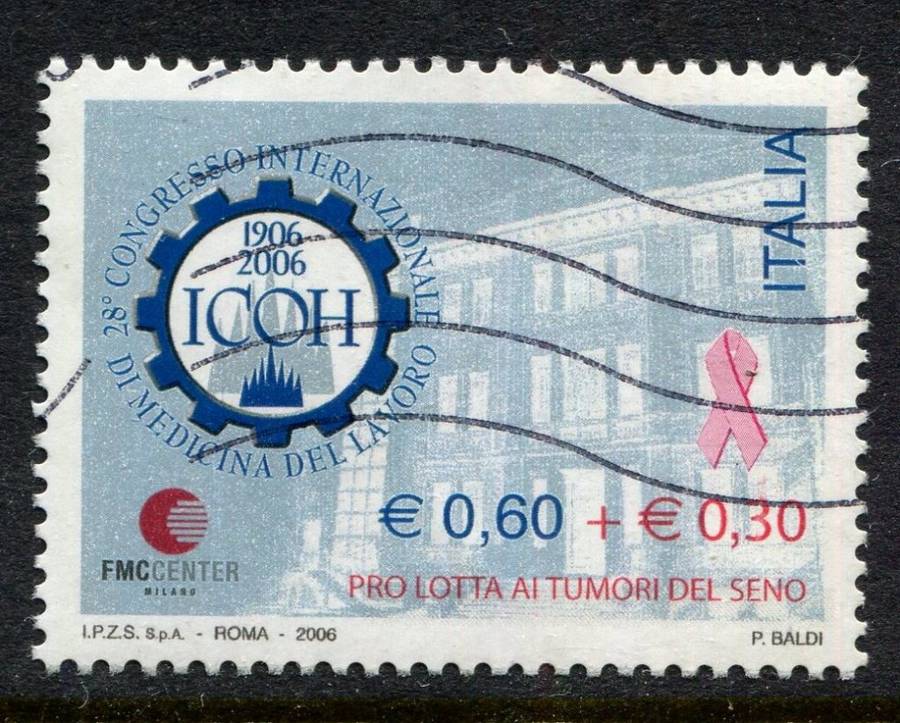 28° CONGRESSO INTERNAZIONALE
DI MEDICINA DEL LAVORO
1906
2006
ICOH
ITALIA
€ 0,60 + € 0,30
PRO LOTTA AI TUMORI DEL SENO
FMCCENTER
MILANO
I.P.Z.S. S.p.A. - ROMA - 2006
P. BALDI